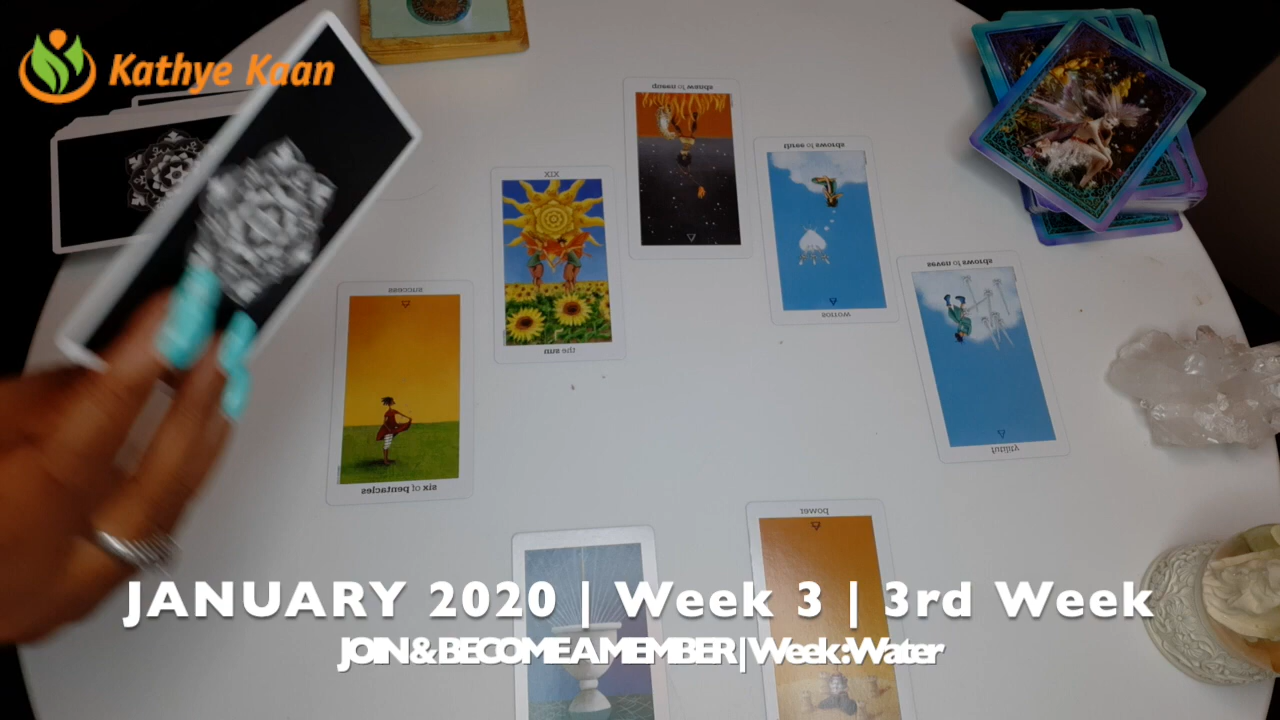 Kathye Kaan
queen of wands
three of swords
XIX
seven of swords
success
the sun
sorrow
futility
six of pentacles
power
JANUARY 2020 | Week 3 | 3rd Week
JOIN & BECOME A MEMBER | Week: Water